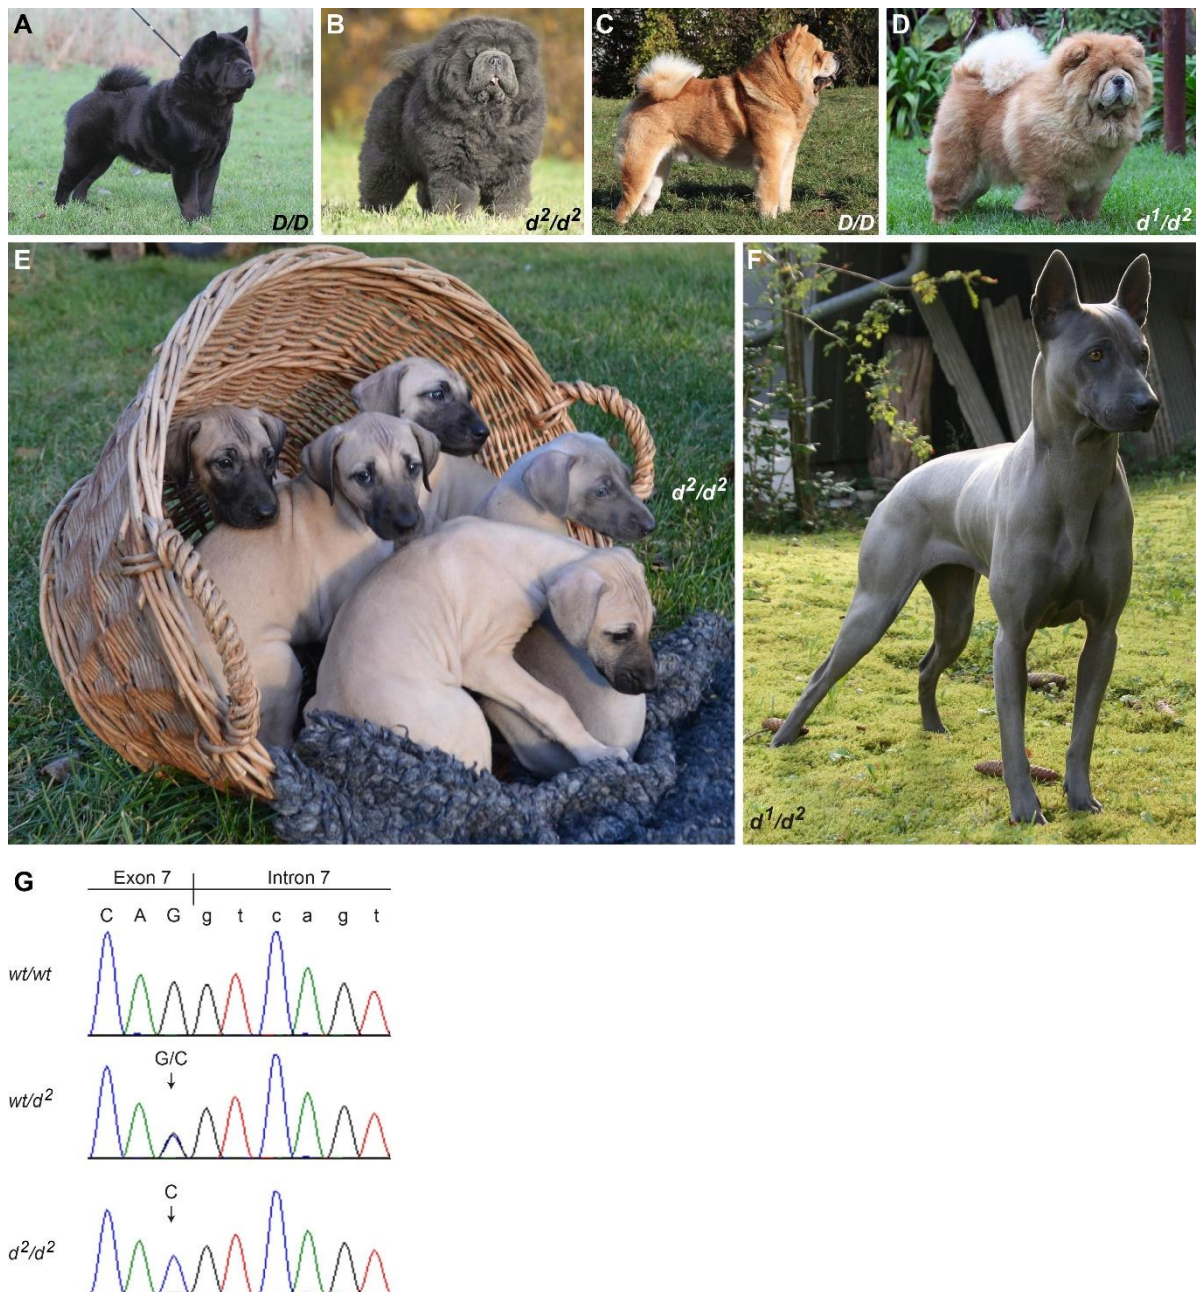 A
B
C
D
D/D
d²/d²
D/D
d¹/d²
E
F
d²/d²
d¹/d²
G
Exon 7
Intron 7
C A G g t c a g t
wt/wt
G/C
wt/d²
C
d²/d²